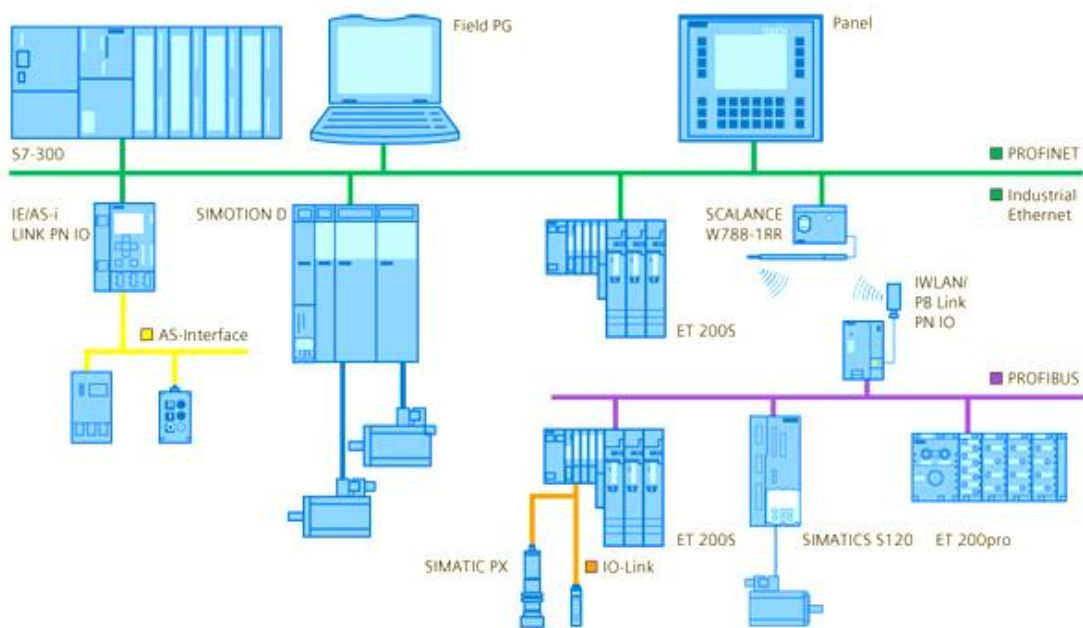 Field PG
Panel
S7-300
PROFINET
Industrial
Ethernet
IE/AS-i
LINK PN IO
SIMOTION D
SCALANCE
W788-1RR
IWLAN/
PB Link
PN IO
ET 200S
AS-Interface
PROFIBUS
ET 200S
SIMATICS S120
ET 200pro
SIMATIC PX
IO-Link